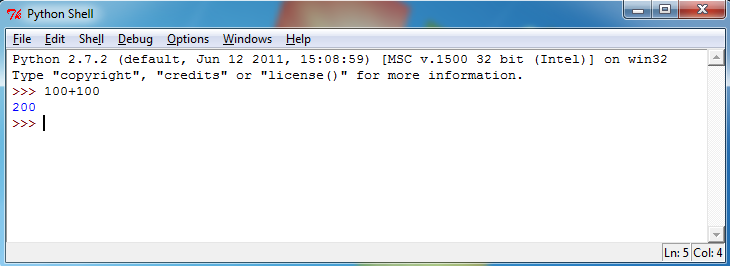 Python Shell
File Edit Shell Debug Options Windows Help
Python 2.7.2 (default, Jun 12 2011, 15:08:59) [MSC v.1500 32 bit (Intel)] on win32
Type "copyright", "credits" or "license()" for more information.
>>> 100+100
200
>>>
Ln: 5 Col: 4